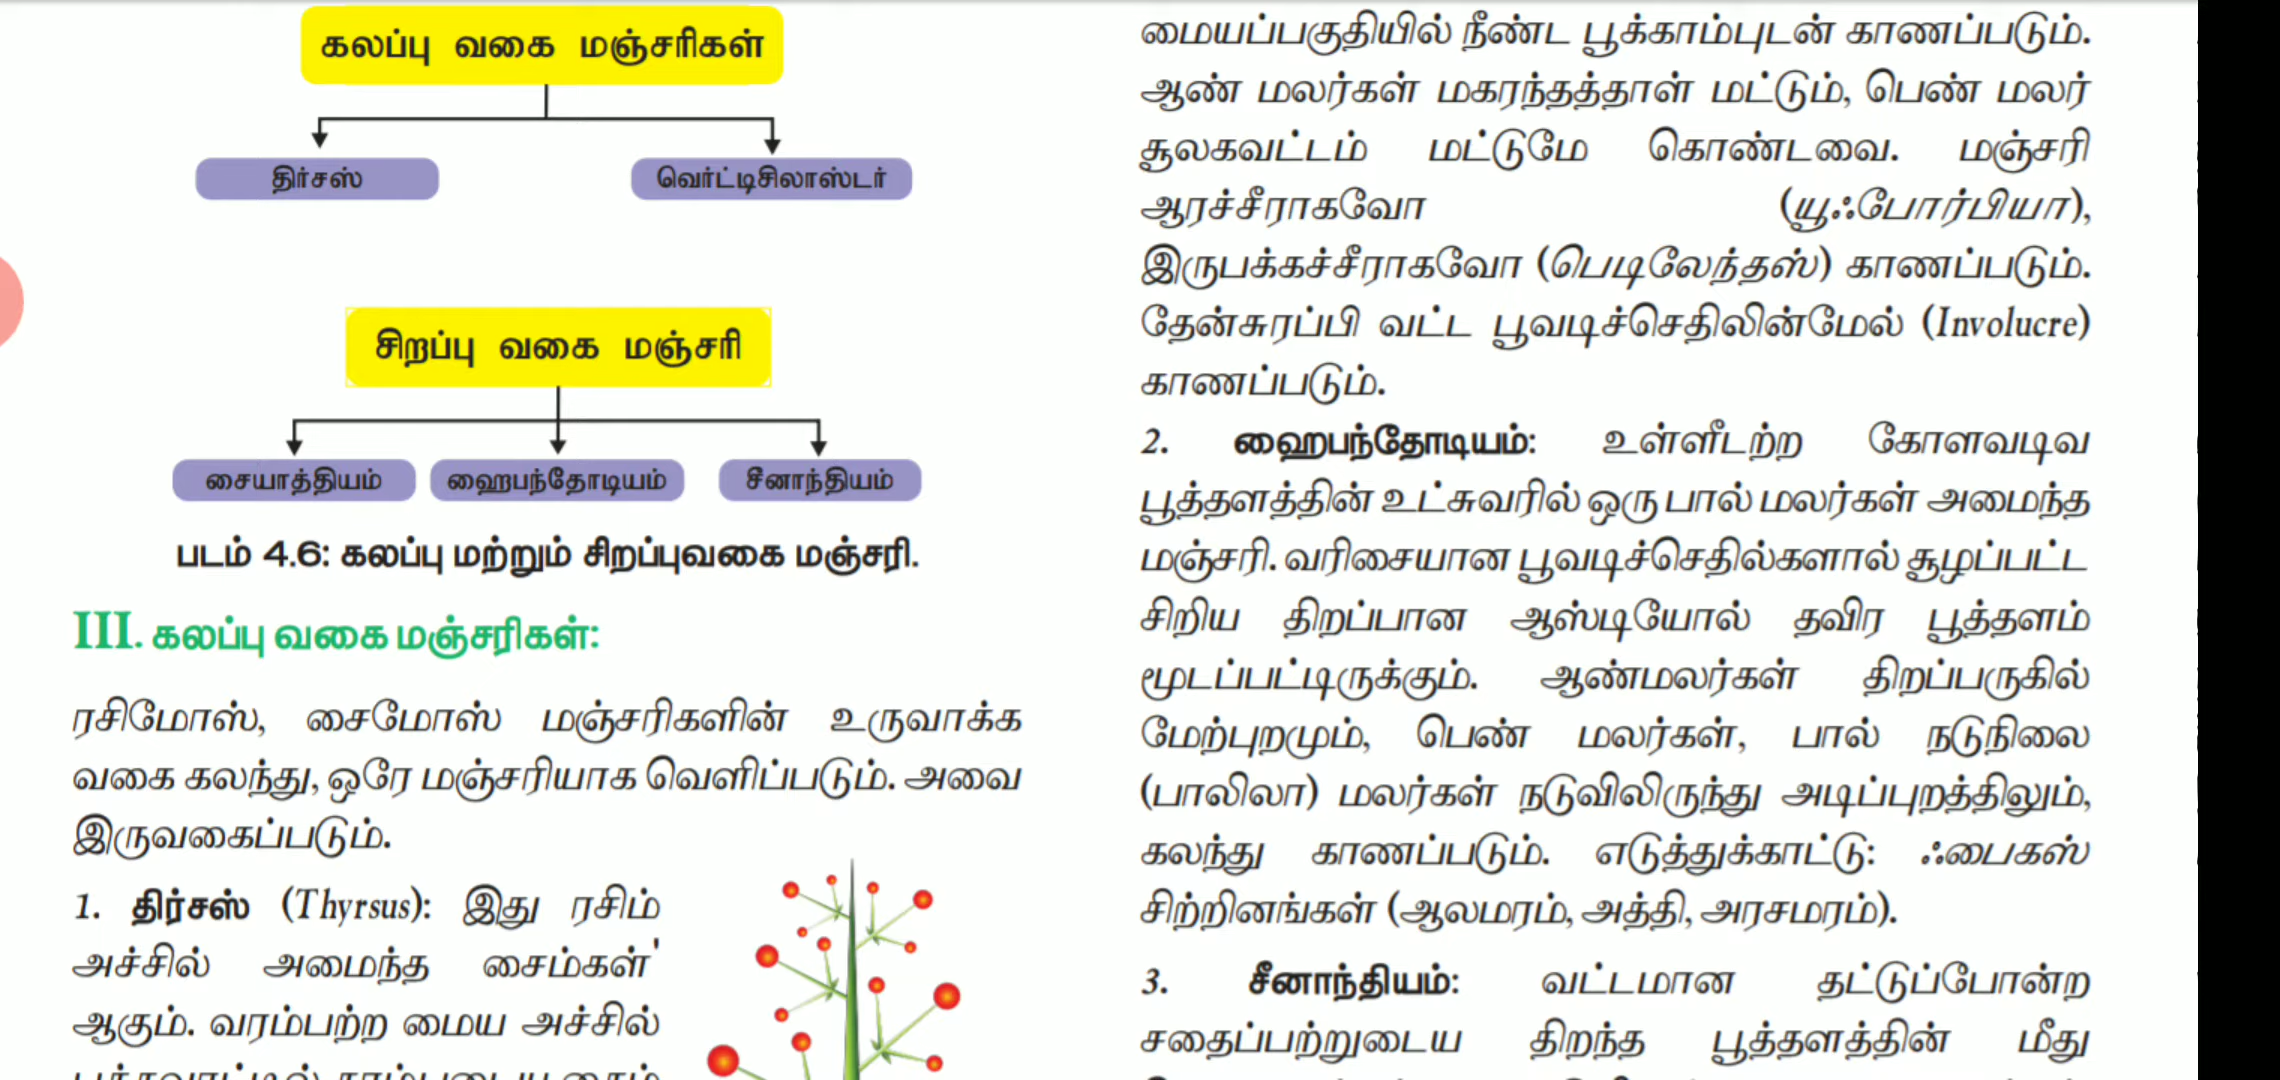 கலப்பு வகை மஞ்சரிகள்
திர்சஸ்
வெர்ட்டிசிலாஸ்டர்
சிறப்பு வகை மஞ்சரி
சையாத்தியம்
ஹைபந்தோடியம்
சீனாந்தியம்
படம் 4.6: கலப்பு மற்றும் சிறப்புவகை மஞ்சரி.
III. கலப்பு வகை மஞ்சரிகள்:
ரசிமோஸ், சைமோஸ் மஞ்சரிகளின் உருவாக்க
வகை கலந்து, ஒரே மஞ்சரியாக வெளிப்படும். அவை
இருவகைப்படும்.
1. திர்சஸ் (Thyrsus): இது ரசிம்
அச்சில் அமைந்த சைம்கள்'
ஆகும். வரம்பற்ற மைய அச்சில்
மையப்பகுதியில் நீண்ட பூக்காம்புடன் காணப்படும்.
ஆண் மலர்கள் மகரந்தத்தாள் மட்டும், பெண் மலர்
சூலகவட்டம் மட்டுமே கொண்டவை. மஞ்சரி
ஆரச்சீராகவோ (யூஃபோர்பியா),
இருபக்கச்சீராகவோ (பெடிலேந்தஸ்) காணப்படும்.
தேன்சுரப்பி வட்ட பூவடிச்செதிலின்மேல் (Involucre)
காணப்படும்.
2. ஹைபந்தோடியம்: உள்ளீடற்ற கோளவடிவ
பூத்தளத்தின் உட்சுவரில் ஒரு பால் மலர்கள் அமைந்த
மஞ்சரி. வரிசையான பூவடிச்செதில்களால் சூழப்பட்ட
சிறிய திறப்பான ஆஸ்டியோல் தவிர பூத்தளம்
மூடப்பட்டிருக்கும். ஆண்மலர்கள் திறப்பருகில்
மேற்புறமும், பெண் மலர்கள், பால் நடுநிலை
(பாலிலா) மலர்கள் நடுவிலிருந்து அடிப்புறத்திலும்,
கலந்து காணப்படும். எடுத்துக்காட்டு: ஃபைகஸ்
சிற்றினங்கள் (ஆலமரம், அத்தி, அரசமரம்).
3. சீனாந்தியம்: வட்டமான தட்டுப்போன்ற
சதைப்பற்றுடைய திறந்த பூத்தளத்தின் மீது